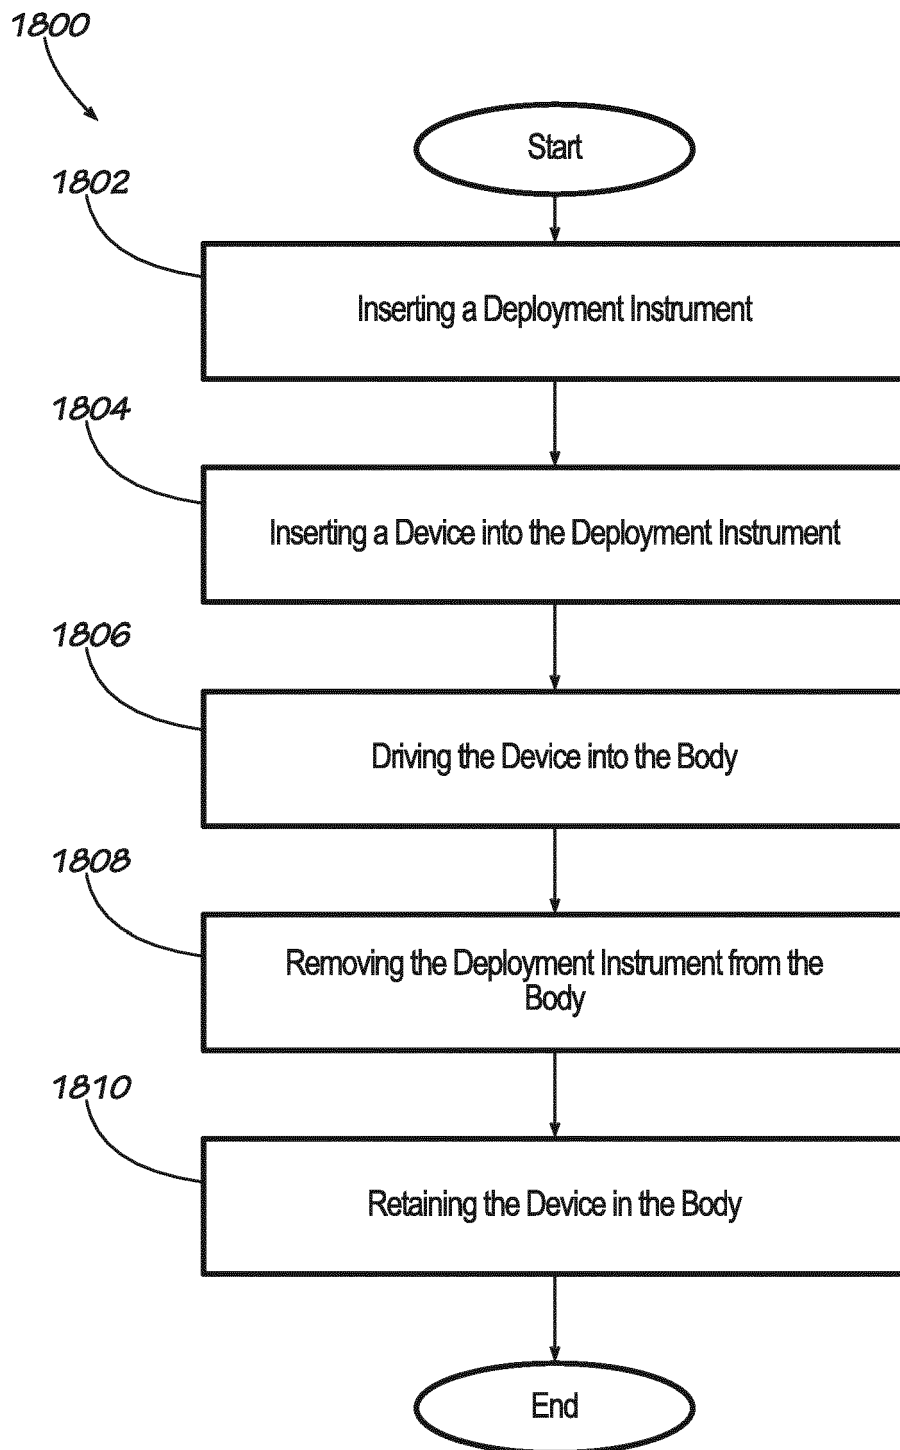 1800
Start
1802
Inserting a Deployment Instrument
1804
Inserting a Device into the Deployment Instrument
1806
Driving the Device into the Body
1808
Removing the Deployment Instrument from the
Body
1810
Retaining the Device in the Body
End